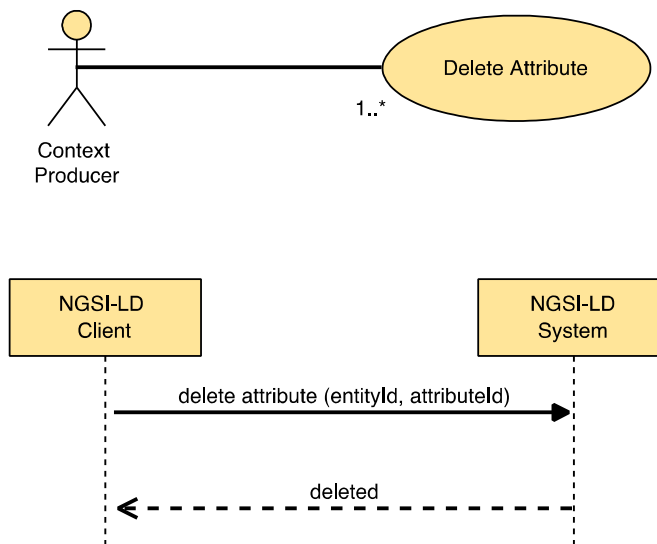 Delete Attribute
1..*
Context
Producer
NGSI-LD
Client
NGSI-LD
System
delete attribute (entityId, attributeId)
deleted